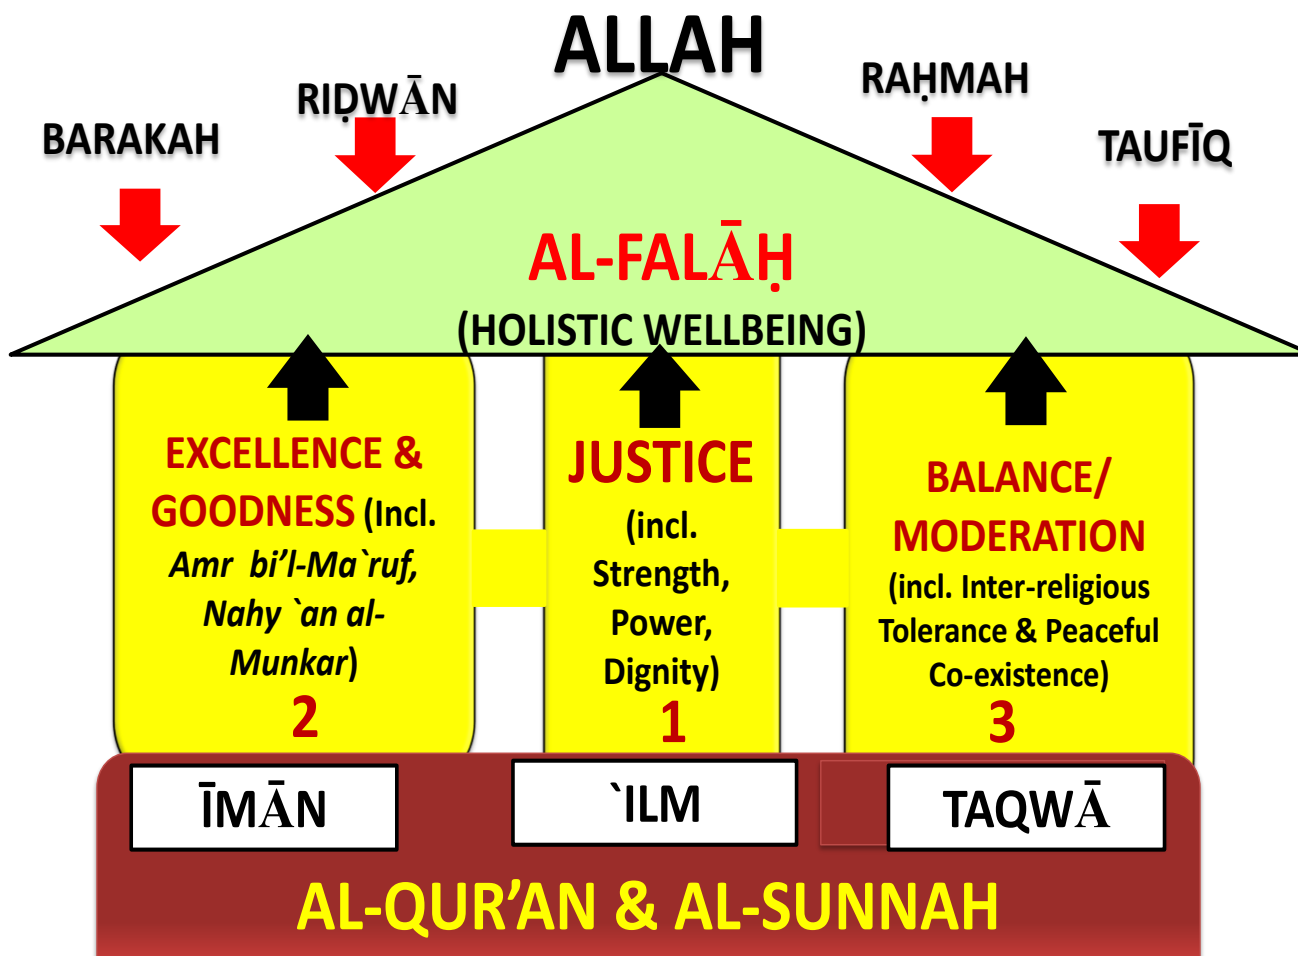 ALLAH
BARAKAH
RIḌWĀN
RAḤMAH
TAUFĪQ
AL-FALĀḤ
(HOLISTIC WELLBEING)
EXCELLENCE &
GOODNESS (Incl.
Amr bi’l-Ma`ruf,
Nahy `an al-
Munkar)
2
JUSTICE
(incl.
Strength,
Power,
Dignity)
1
BALANCE/
MODERATION
(incl. Inter-religious
Tolerance & Peaceful
Co-existence)
3
ĪMĀN
`ILM
TAQWĀ
AL-QUR’AN & AL-SUNNAH